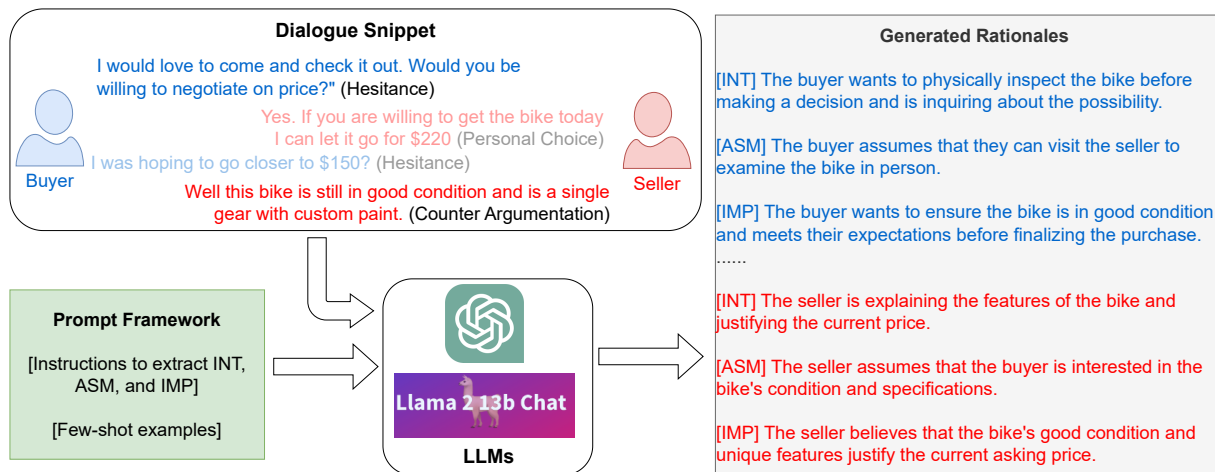 Dialogue Snippet
I would love to come and check it out. Would you be
willing to negotiate on price?" (Hesitance)
Yes. If you are willing to get the bike today
I can let it go for $220 (Personal Choice)
I was hoping to go closer to $150? (Hesitance)
Buyer
Seller
Well this bike is still in good condition and is a single
gear with custom paint. (Counter Argumentation)
Prompt Framework
[Instructions to extract INT,
ASM, and IMP]
[Few-shot examples]
Llama 2 13b Chat
LLMs
Generated Rationales
[INT] The buyer wants to physically inspect the bike before
making a decision and is inquiring about the possibility.
[ASM] The buyer assumes that they can visit the seller to
examine the bike in person.
[IMP] The buyer wants to ensure the bike is in good condition
and meets their expectations before finalizing the purchase.
......
[INT] The seller is explaining the features of the bike and
justifying the current price.
[ASM] The seller assumes that the buyer is interested in the
bike's condition and specifications.
[IMP] The seller believes that the bike's good condition and
unique features justify the current asking price.